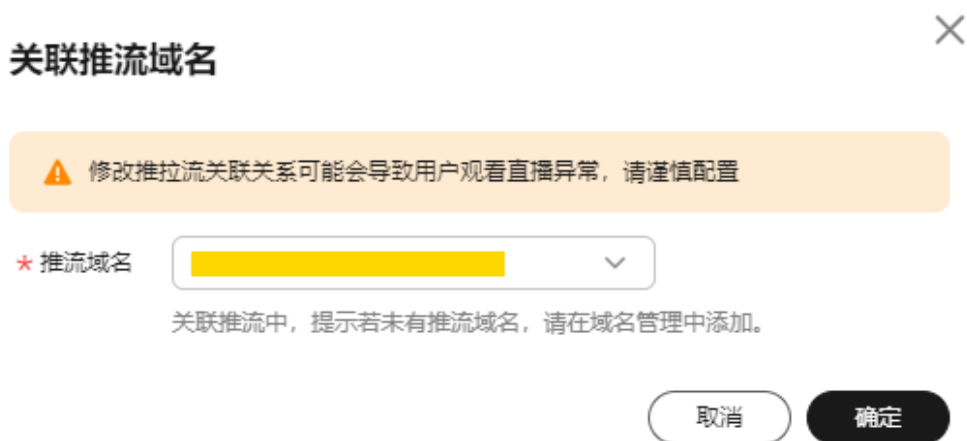 关联推流域名
修改推拉流关联关系可能会导致用户观看直播异常，请谨慎配置
* 推流域名
关联推流中，提示若未有推流域名，请在域名管理中添加。
取消
确定